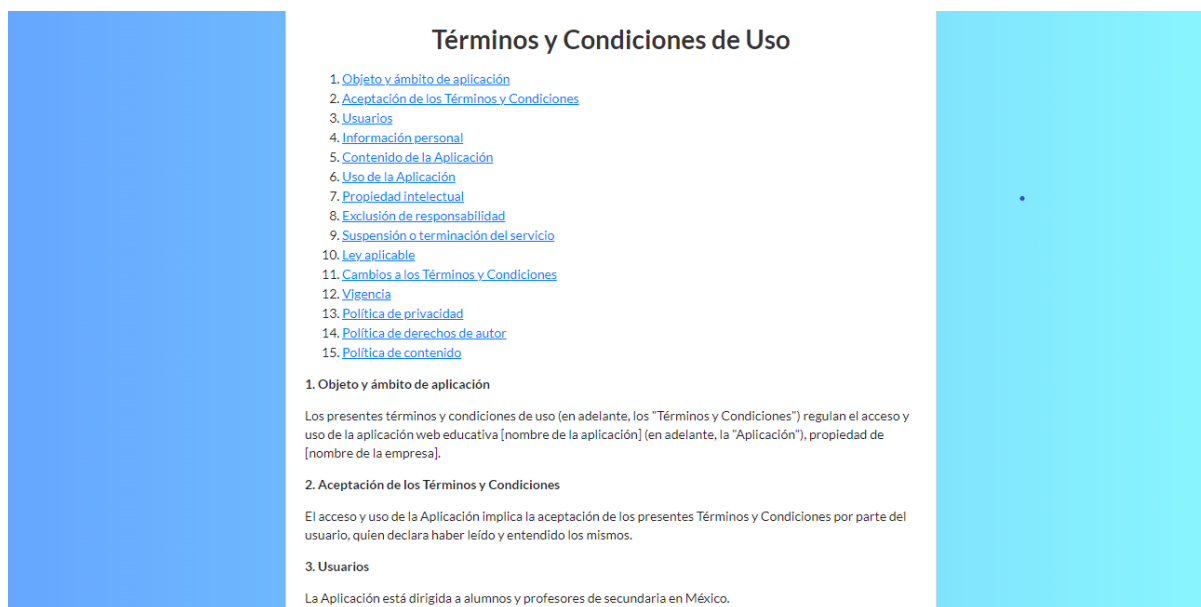 Términos y Condiciones de Uso
1. Objeto y ámbito de aplicación
2. Aceptación de los Términos y Condiciones
3. Usuarios
4. Información personal
5. Contenido de la Aplicación
6. Uso de la Aplicación
7. Propiedad intelectual
8. Exclusión de responsabilidad
9. Suspensión o terminación del servicio
10. Ley aplicable
11. Cambios a los Términos y Condiciones
12. Vigencia
13. Política de privacidad
14. Política de derechos de autor
15. Política de contenido
1. Objeto y ámbito de aplicación
Los presentes términos y condiciones de uso (en adelante, los "Términos y Condiciones") regulan el acceso y
uso de la aplicación web educativa [nombre de la aplicación] (en adelante, la "Aplicación"), propiedad de
[nombre de la empresa].
2. Aceptación de los Términos y Condiciones
El acceso y uso de la Aplicación implica la aceptación de los presentes Términos y Condiciones por parte del
usuario, quien declara haber leído y entendido los mismos.
3. Usuarios
La Aplicación está dirigida a alumnos y profesores de secundaria en México.